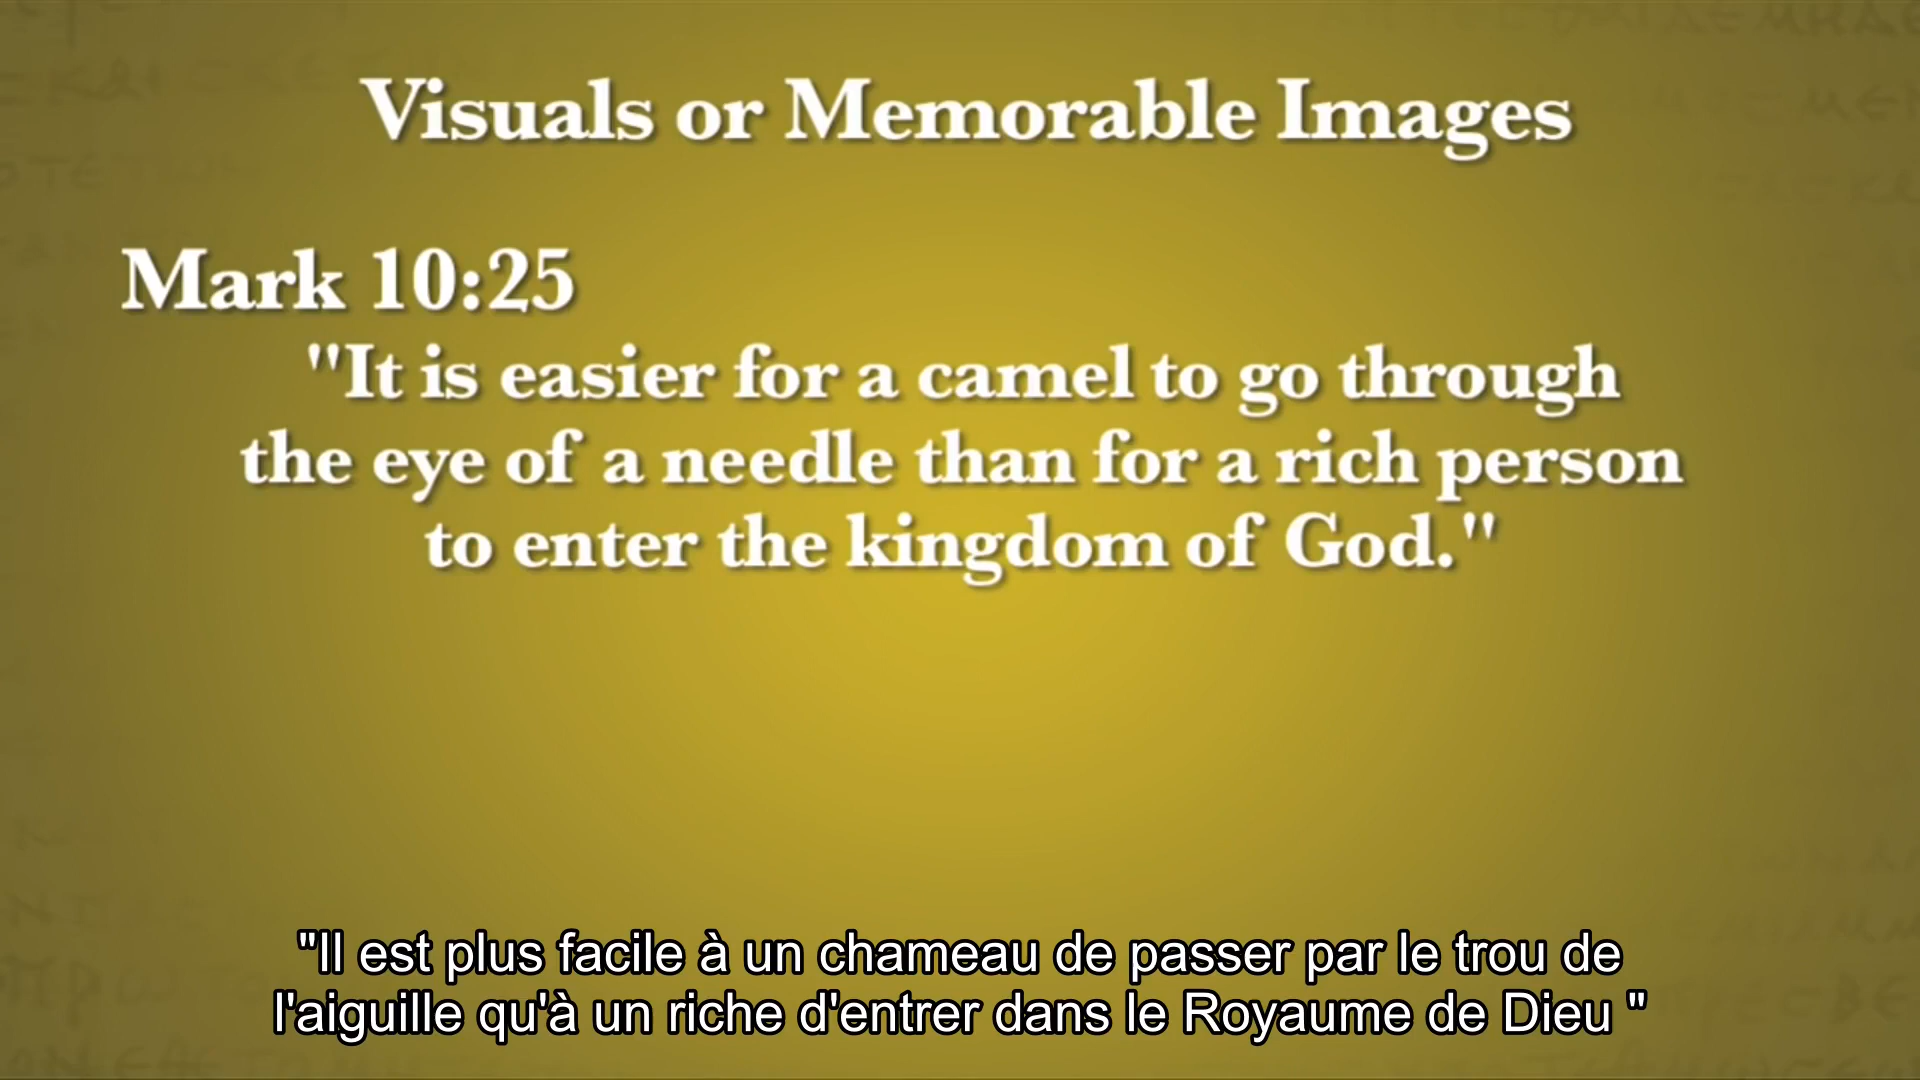 Visuals or Memorable Images
Mark 10:25
"It is easier for a camel to go through
the eye of a needle than for a rich person
to enter the kingdom of God."
"Il est plus facile à un chameau de passer par le trou de
l'aiguille qu'à un riche d'entrer dans le Royaume de Dieu "